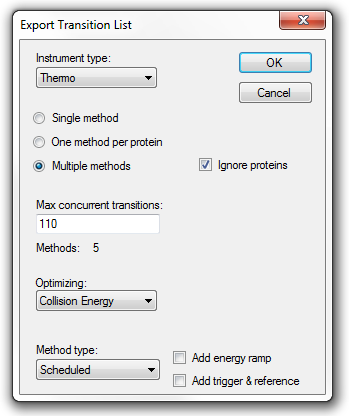 Export Transition List
Instrument type:
Thermo
OK
Cancel
Single method
One method per protein
Multiple methods
Ignore proteins
Max concurrent transitions:
110
Methods: 5
Optimizing:
Collision Energy
Method type:
Scheduled
Add energy ramp
Add trigger & reference